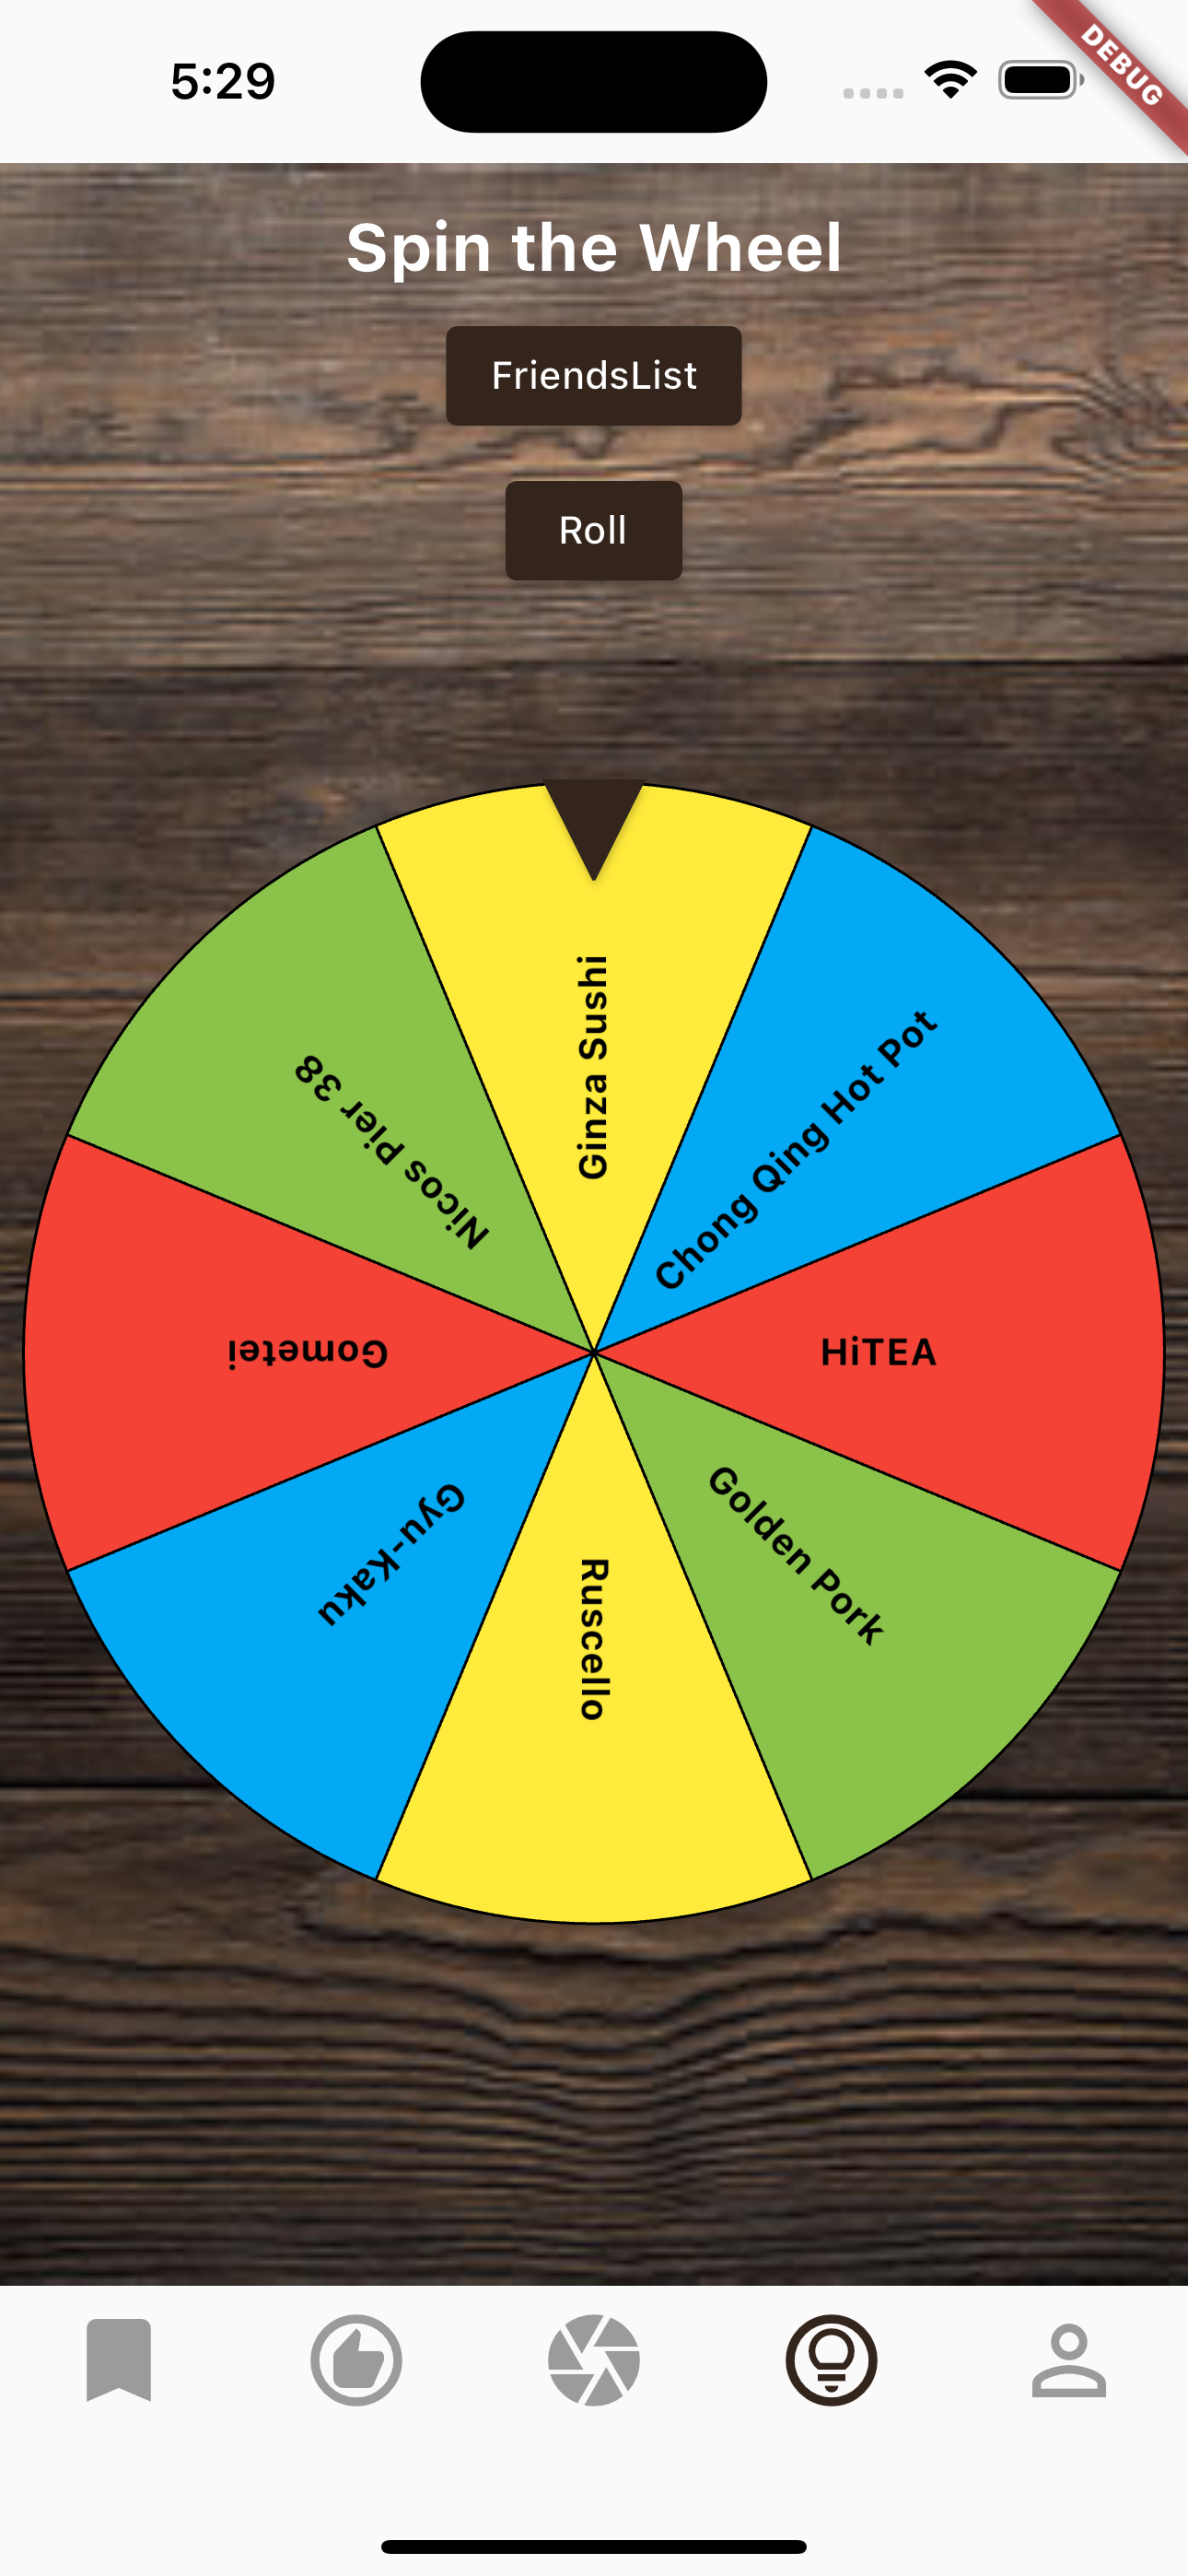 5:29
DEBUG
Spin the Wheel
FriendsList
Roll
Ginza Sushi
Chong Qing Hot Pot
HiTEA
Golden Pork
Ruscello
Gyu-Kaku
Gometei
Nicos Pier 38